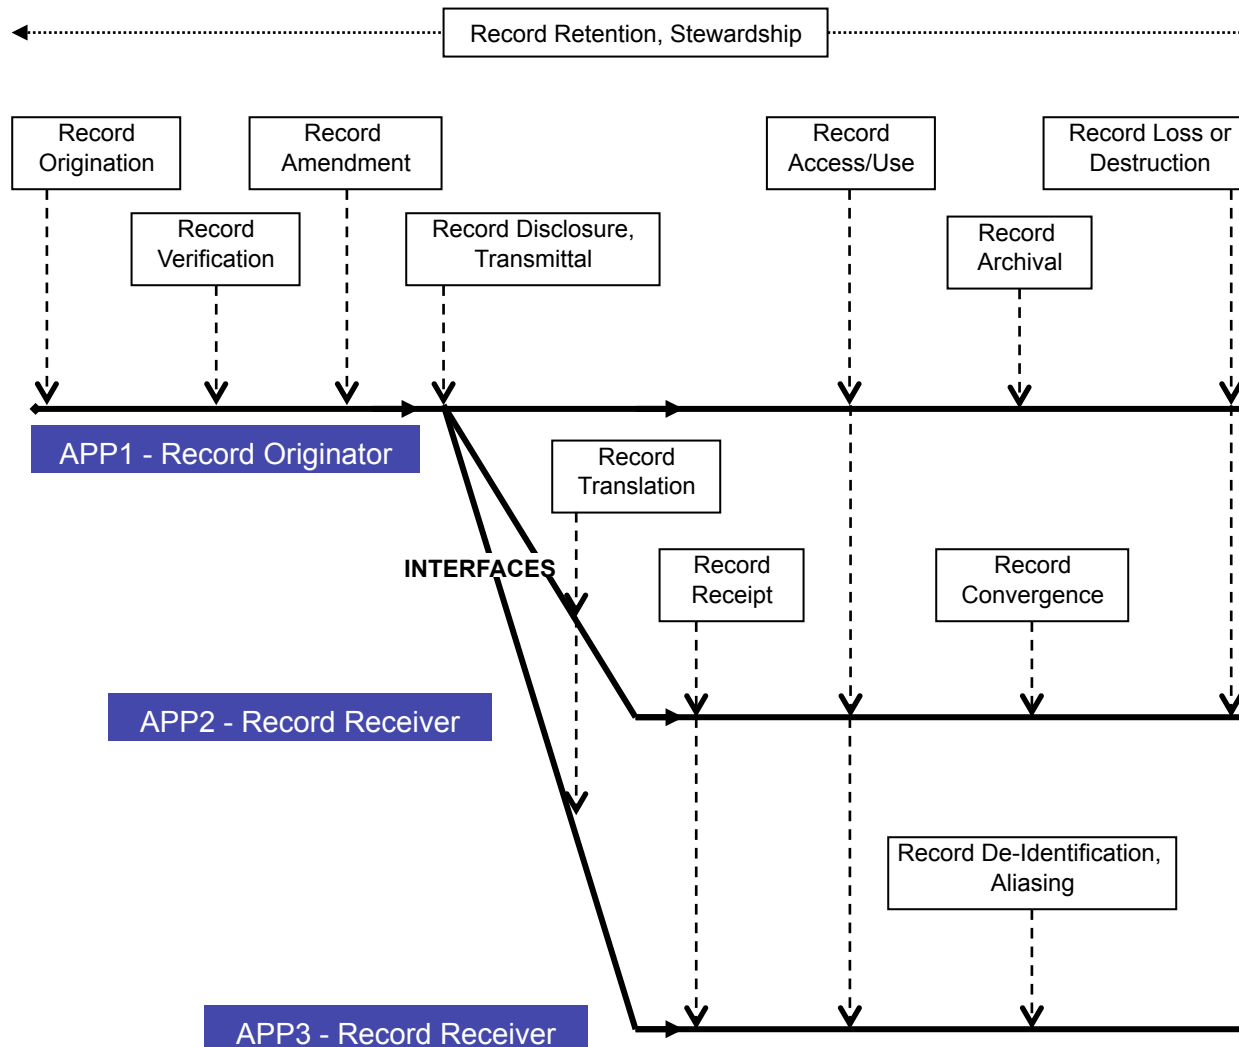 Record Retention, Stewardship
Record
Origination
Record
Amendment
Record
Access/Use
Record Loss or
Destruction
Record
Verification
Record Disclosure,
Transmittal
Record
Archival
APP1 - Record Originator
Record
Translation
INTERFACES
Record
Receipt
Record
Convergence
APP2 - Record Receiver
Record De-Identification,
Aliasing
APP3 - Record Receiver